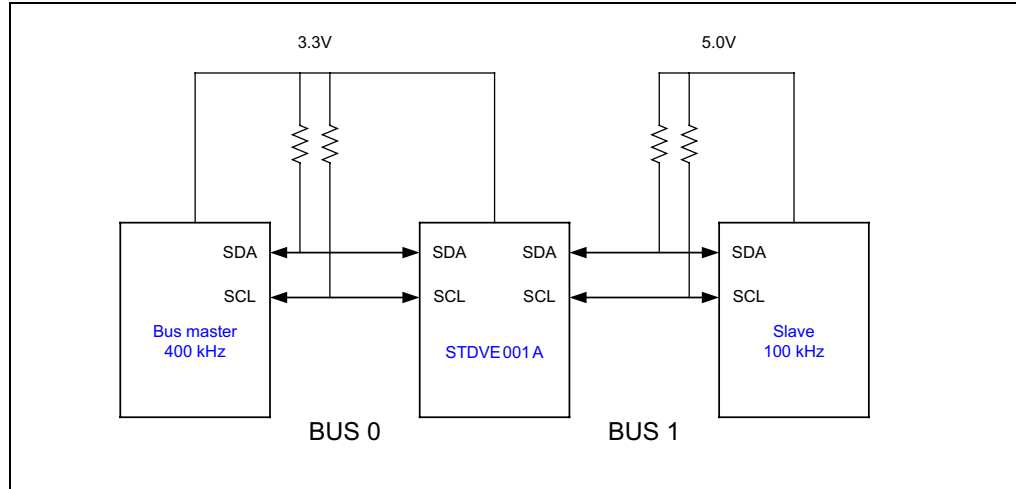 3.3V 5.0V
SDA SDA SDA SDA
SCL SCL SCL SCL
Bus master
400 kHz
STDVE001A
Slave
100 kHz
BUS 0 BUS 1